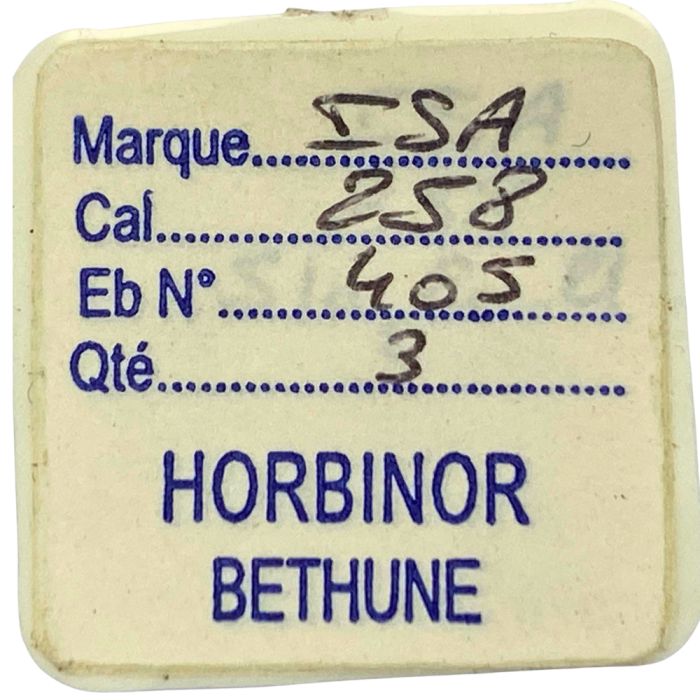 Marque..............ISA..............
Cal..............258..............
Eb N°..............405..............
Qté..............3..............
HORBINOR
BETHUNE